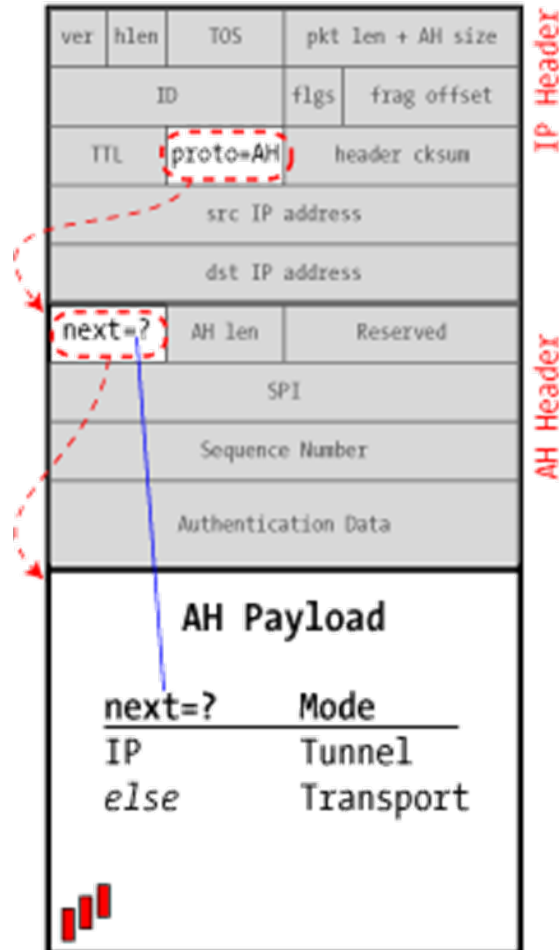 ver hlen TOS pkt len + AH size
ID flgs frag offset
TTL proto=AH header cksum
src IP address
dst IP address
next=? AH len Reserved
SPI
Sequence Number
Authentication Data
IP Header
AH Header
AH Payload
next=? Mode
IP Tunnel
else Transport